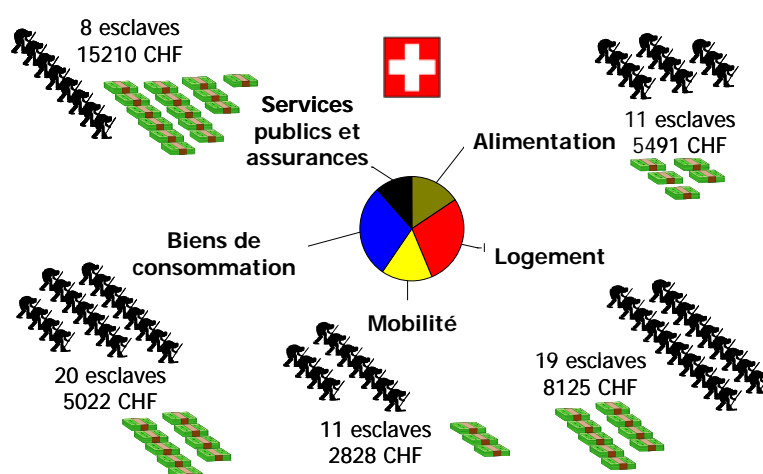 8 esclaves
15210 CHF
Services
publics et
assurances
Alimentation
11 esclaves
5491 CHF
Biens de
consommation
Logement
Mobilité
20 esclaves
5022 CHF
11 esclaves
2828 CHF
19 esclaves
8125 CHF